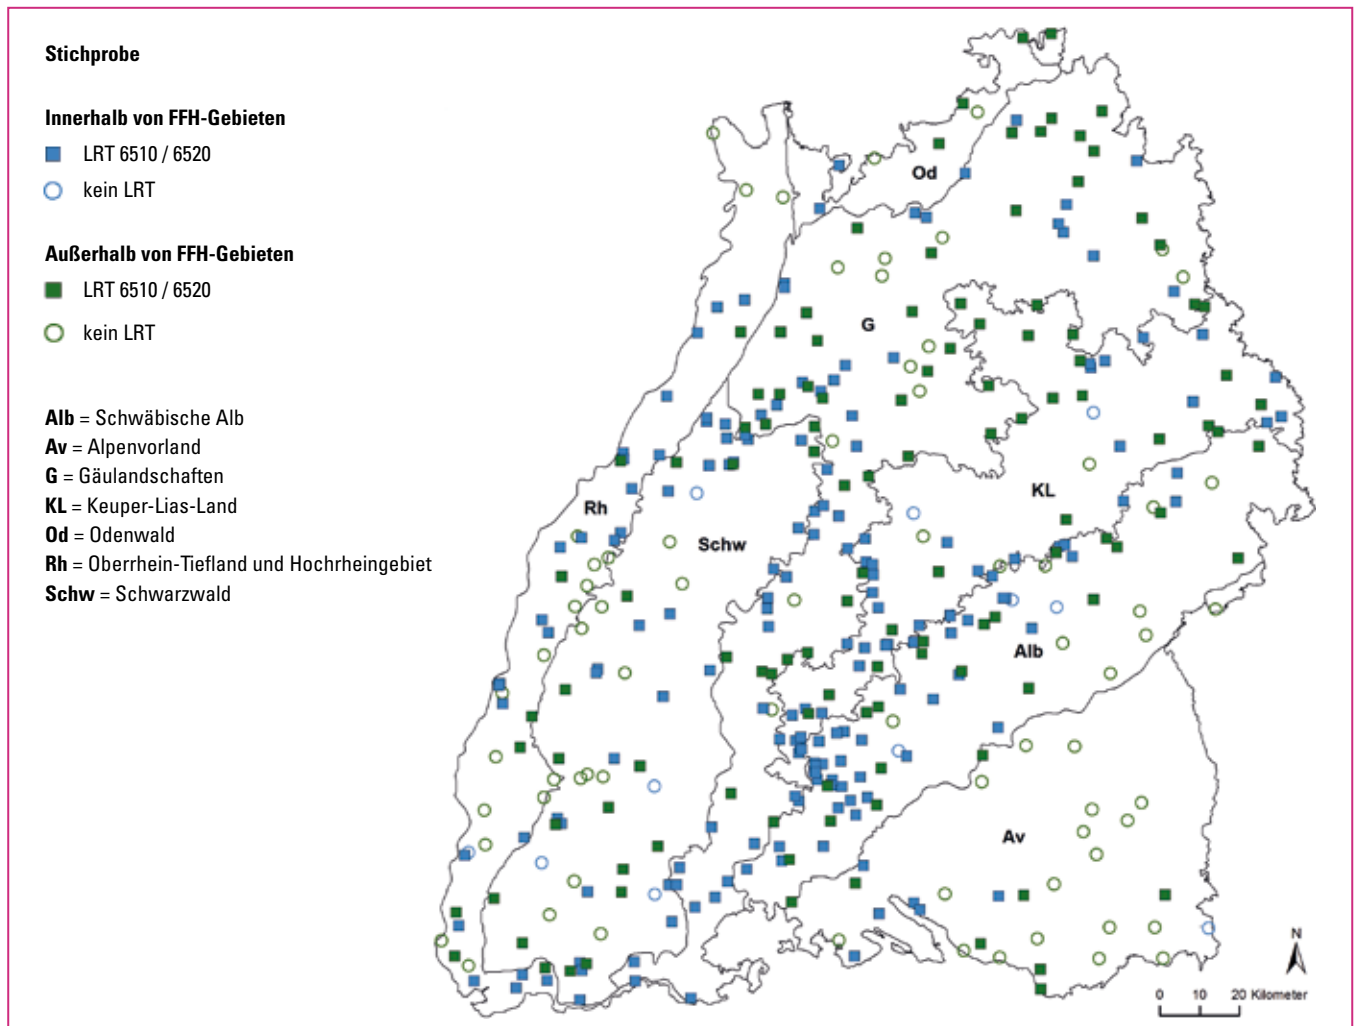 Stichprobe
Innerhalb von FFH-Gebieten
LRT 6510 / 6520
kein LRT
Außerhalb von FFH-Gebieten
LRT 6510 / 6520
kein LRT
Alb = Schwäbische Alb
Av = Alpenvorland
G = Gäulandschaften
KL = Keuper-Lias-Land
Od = Odenwald
Rh = Oberrhein-Tiefland und Hochrheingebiet
Schw = Schwarzwald
Od
G
KL
Rh
Schw
Alb
Av
N
0 10 20 Kilometer